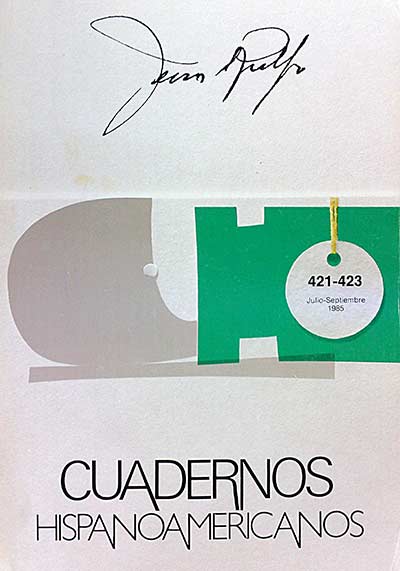 Juan Rulfo
421-423
Julio-Septiembre
1985
CUADERNOS
HISPANOAMERICANOS